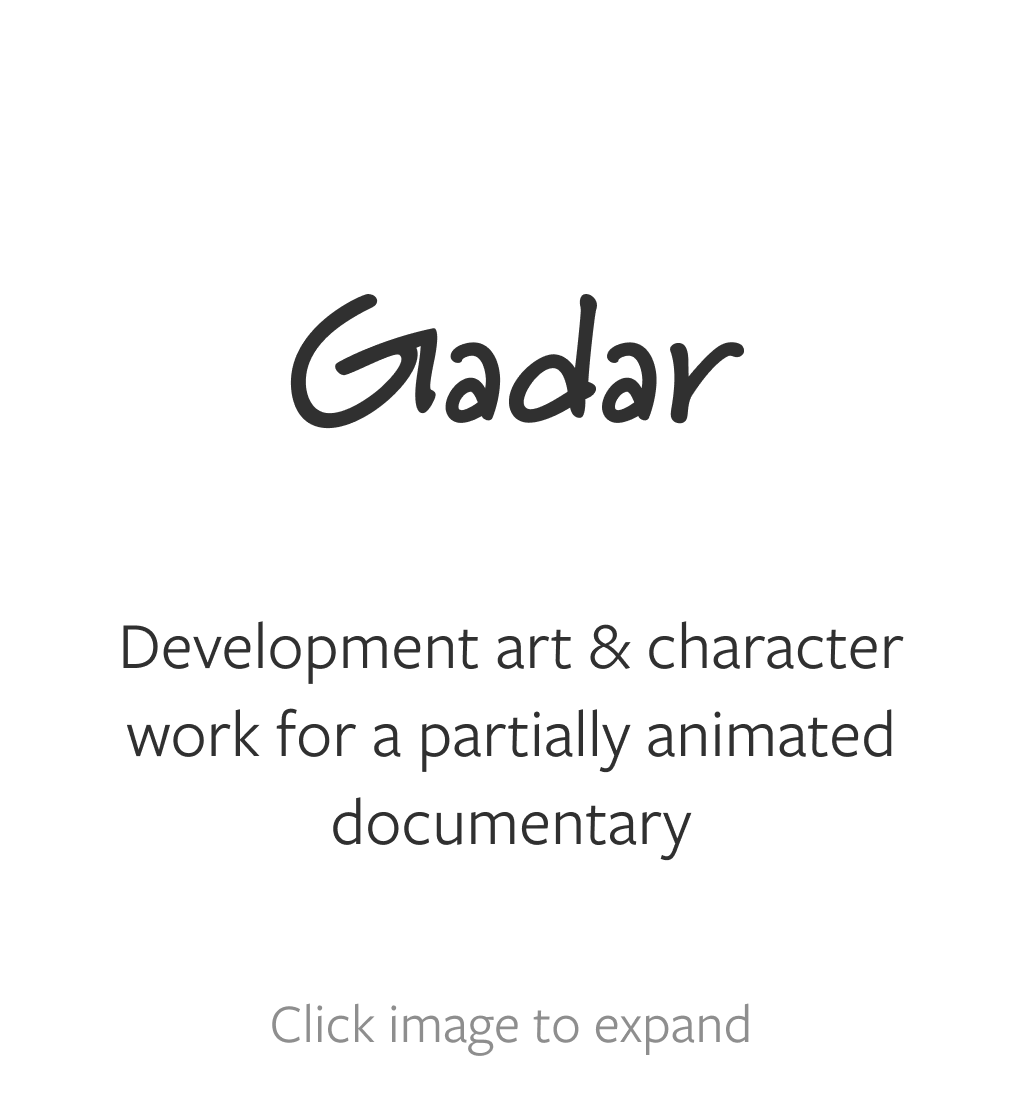 Gadar
Development art & character
work for a partially animated
documentary
Click image to expand